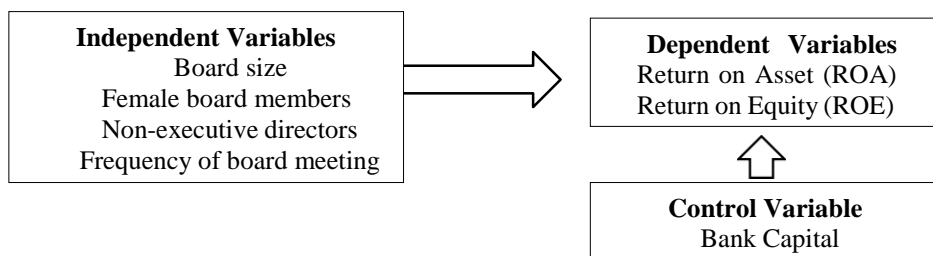 Independent Variables
Board size
Female board members
Non-executive directors
Frequency of board meeting
Dependent Variables
Return on Asset (ROA)
Return on Equity (ROE)
Control Variable
Bank Capital